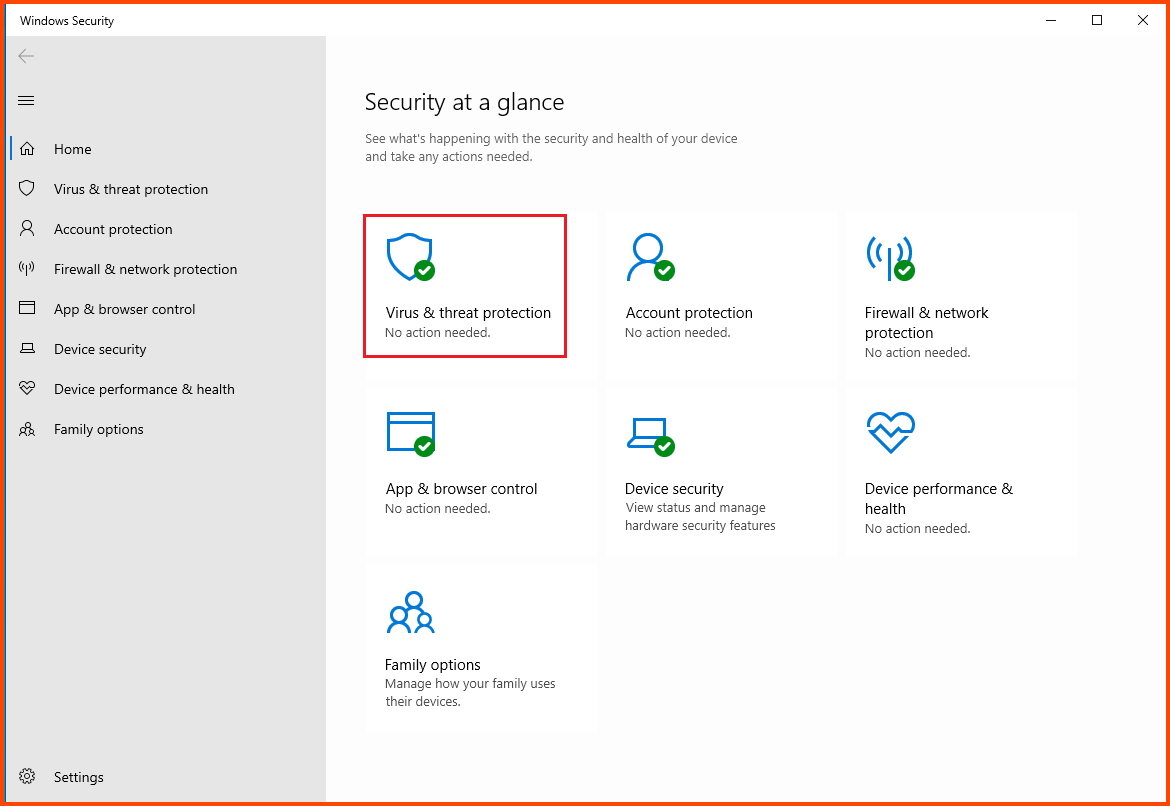 Windows Security
Home
Virus & threat protection
Account protection
Firewall & network protection
App & browser control
Device security
Device performance & health
Family options
Settings
Security at a glance
See what's happening with the security and health of your device
and take any actions needed.
Virus & threat protection
No action needed.
Account protection
No action needed.
Firewall & network
protection
No action needed.
App & browser control
No action needed.
Device security
View status and manage
hardware security features
Device performance &
health
No action needed.
Family options
Manage how your family uses
their devices.